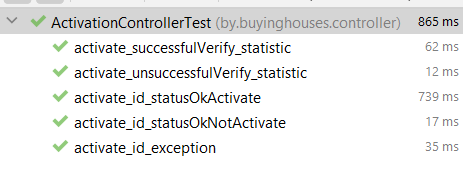 ActivationControllerTest (by.buyinghouses.controller) 865 ms
activate_successfulVerify_statistic 62 ms
activate_unsuccessfulVerify_statistic 12 ms
activate_id_statusOkActivate 739 ms
activate_id_statusOkNotActivate 17 ms
activate_id_exception 35 ms